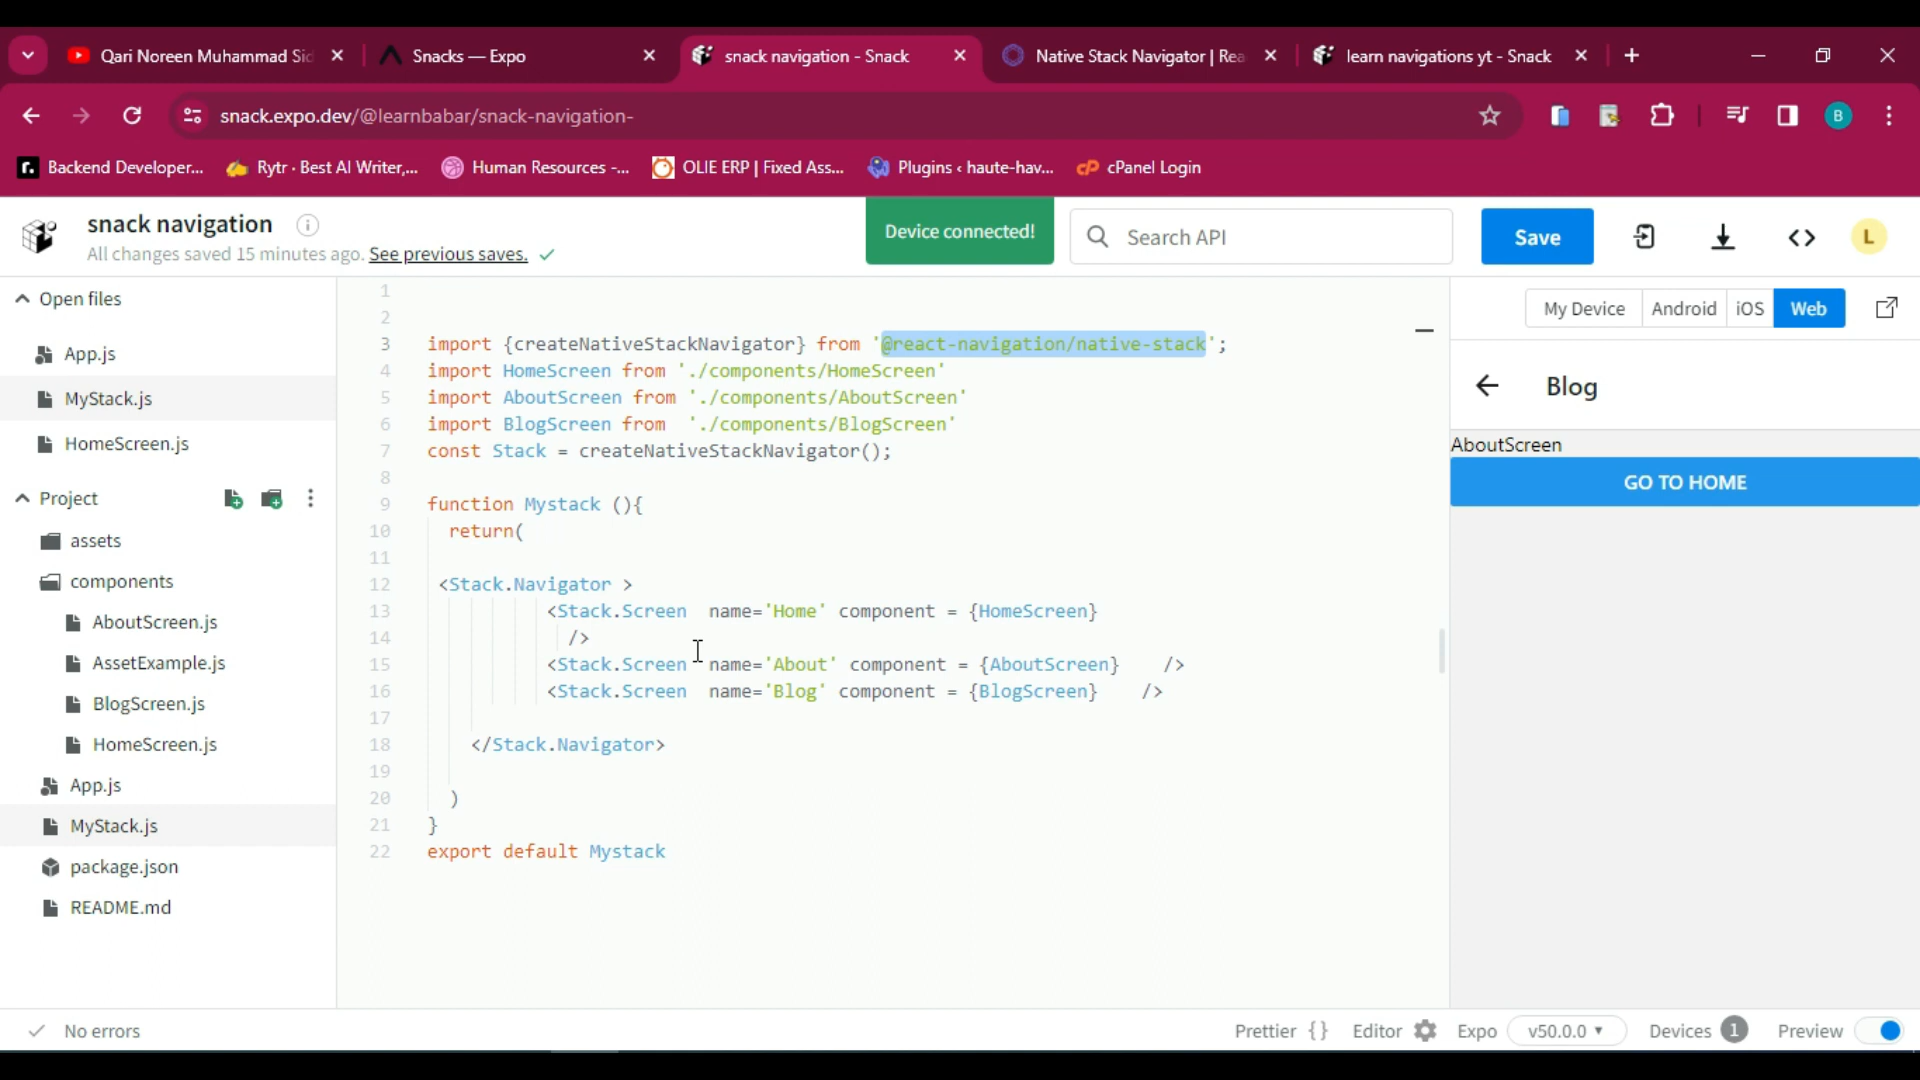 Qari Noreen Muhammad Sid
Snacks — Expo
snack navigation - Snack
Native Stack Navigator | Rea
learn navigations yt - Snack
snack.expo.dev/@learnbabar/snack-navigation-
B
Backend Developer...
Rytr · Best AI Writer,...
Human Resources -...
OLIE ERP | Fixed Ass...
Plugins ‹ haute-hav...
cPanel Login
snack navigation
All changes saved 15 minutes ago. See previous saves.
Device connected!
Search API
Save
L
Open files
App.js
MyStack.js
HomeScreen.js
Project
assets
components
AboutScreen.js
AssetExample.js
BlogScreen.js
HomeScreen.js
App.js
MyStack.js
package.json
README.md
1
2
3 import {createNativeStackNavigator} from '@react-navigation/native-stack';
4 import HomeScreen from './components/HomeScreen'
5 import AboutScreen from './components/AboutScreen'
6 import BlogScreen from './components/BlogScreen'
7 const Stack = createNativeStackNavigator();
8
9 function Mystack (){
10 return(
11
12 <Stack.Navigator >
13 <Stack.Screen name='Home' component = {HomeScreen}
14 />
15 <Stack.Screen name='About' component = {AboutScreen} />
16 <Stack.Screen name='Blog' component = {BlogScreen} />
17
18 </Stack.Navigator>
19
20 )
21 }
22 export default Mystack
My Device
Android
iOS
Web
Blog
AboutScreen
GO TO HOME
No errors
Prettier { }
Editor
Expo
v50.0.0
Devices 1
Preview